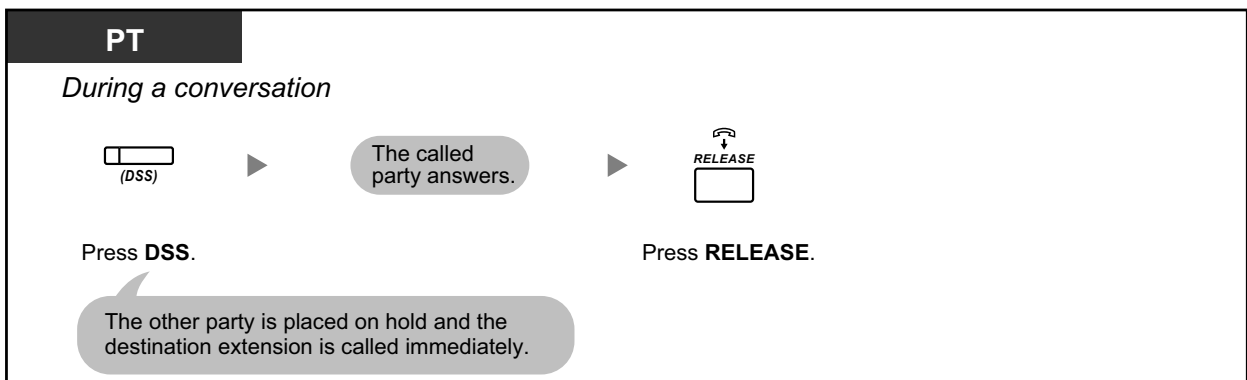 PT
During a conversation
(DSS)
The called
party answers.
RELEASE
Press DSS.
Press RELEASE.
The other party is placed on hold and the
destination extension is called immediately.